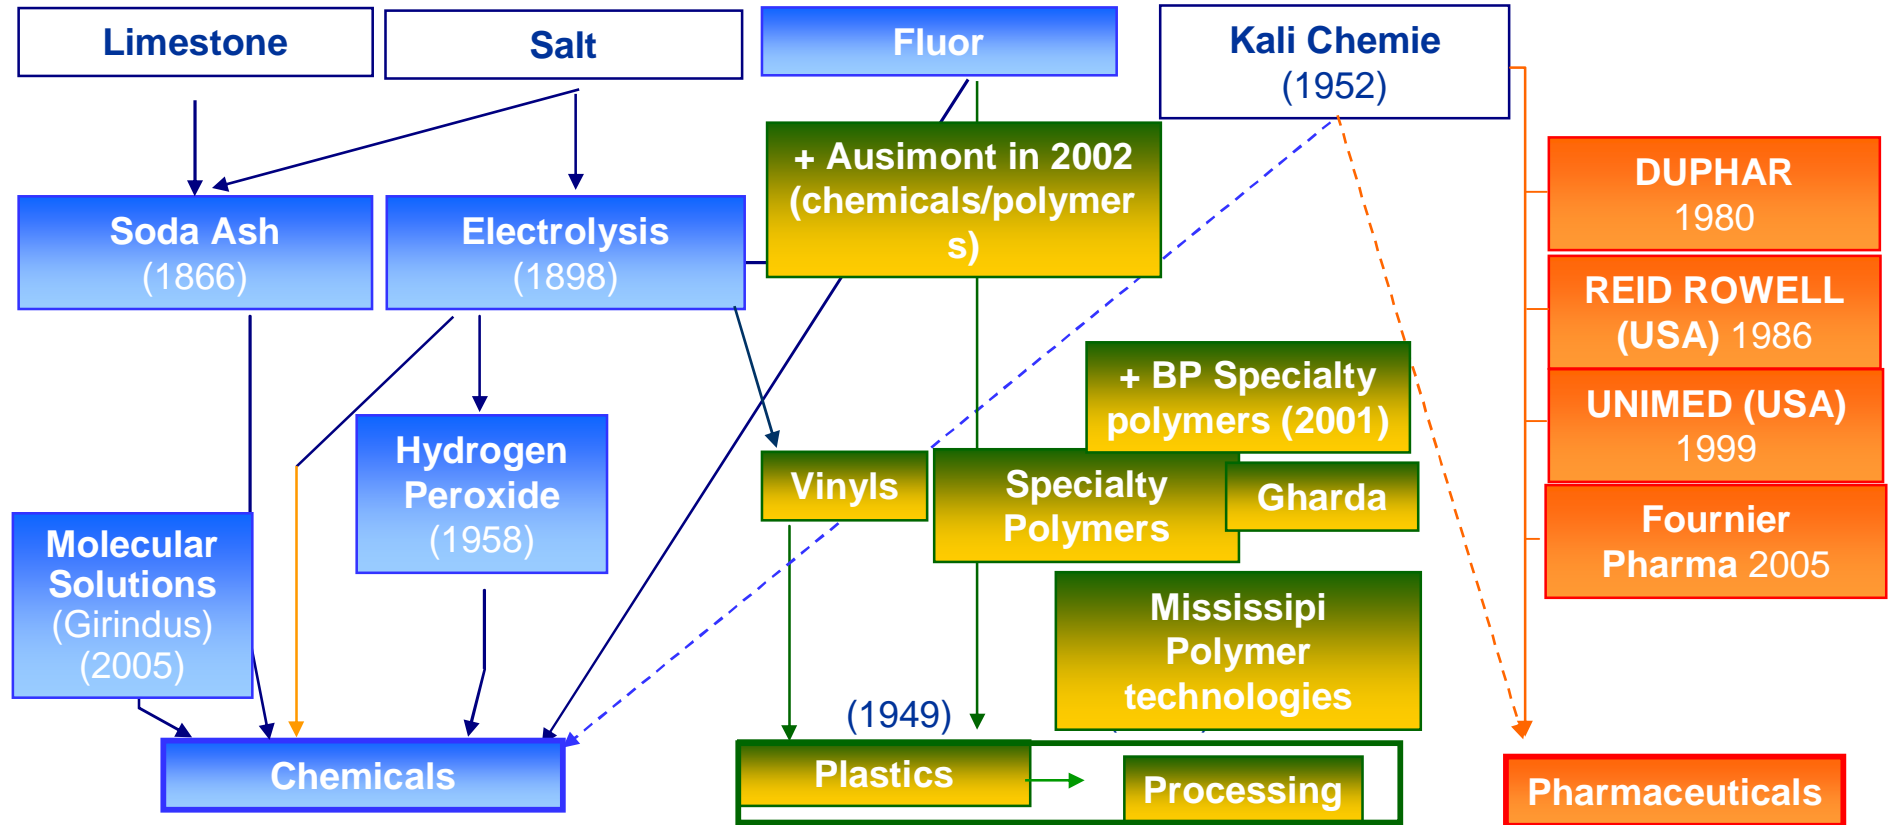 Limestone
Salt
Fluor
Kali Chemie
(1952)
+ Ausimont in 2002
(chemicals/polymer
s)
DUPHAR
1980
Soda Ash
(1866)
Electrolysis
(1898)
REID ROWELL
(USA) 1986
+ BP Specialty
polymers (2001)
UNIMED (USA)
1999
Hydrogen
Peroxide
(1958)
Vinyls
Specialty
Polymers
Gharda
Molecular
Solutions
(Girindus)
(2005)
Fournier
Pharma 2005
Mississipi
Polymer
technologies
(1949)
Chemicals
Plastics
Processing
Pharmaceuticals